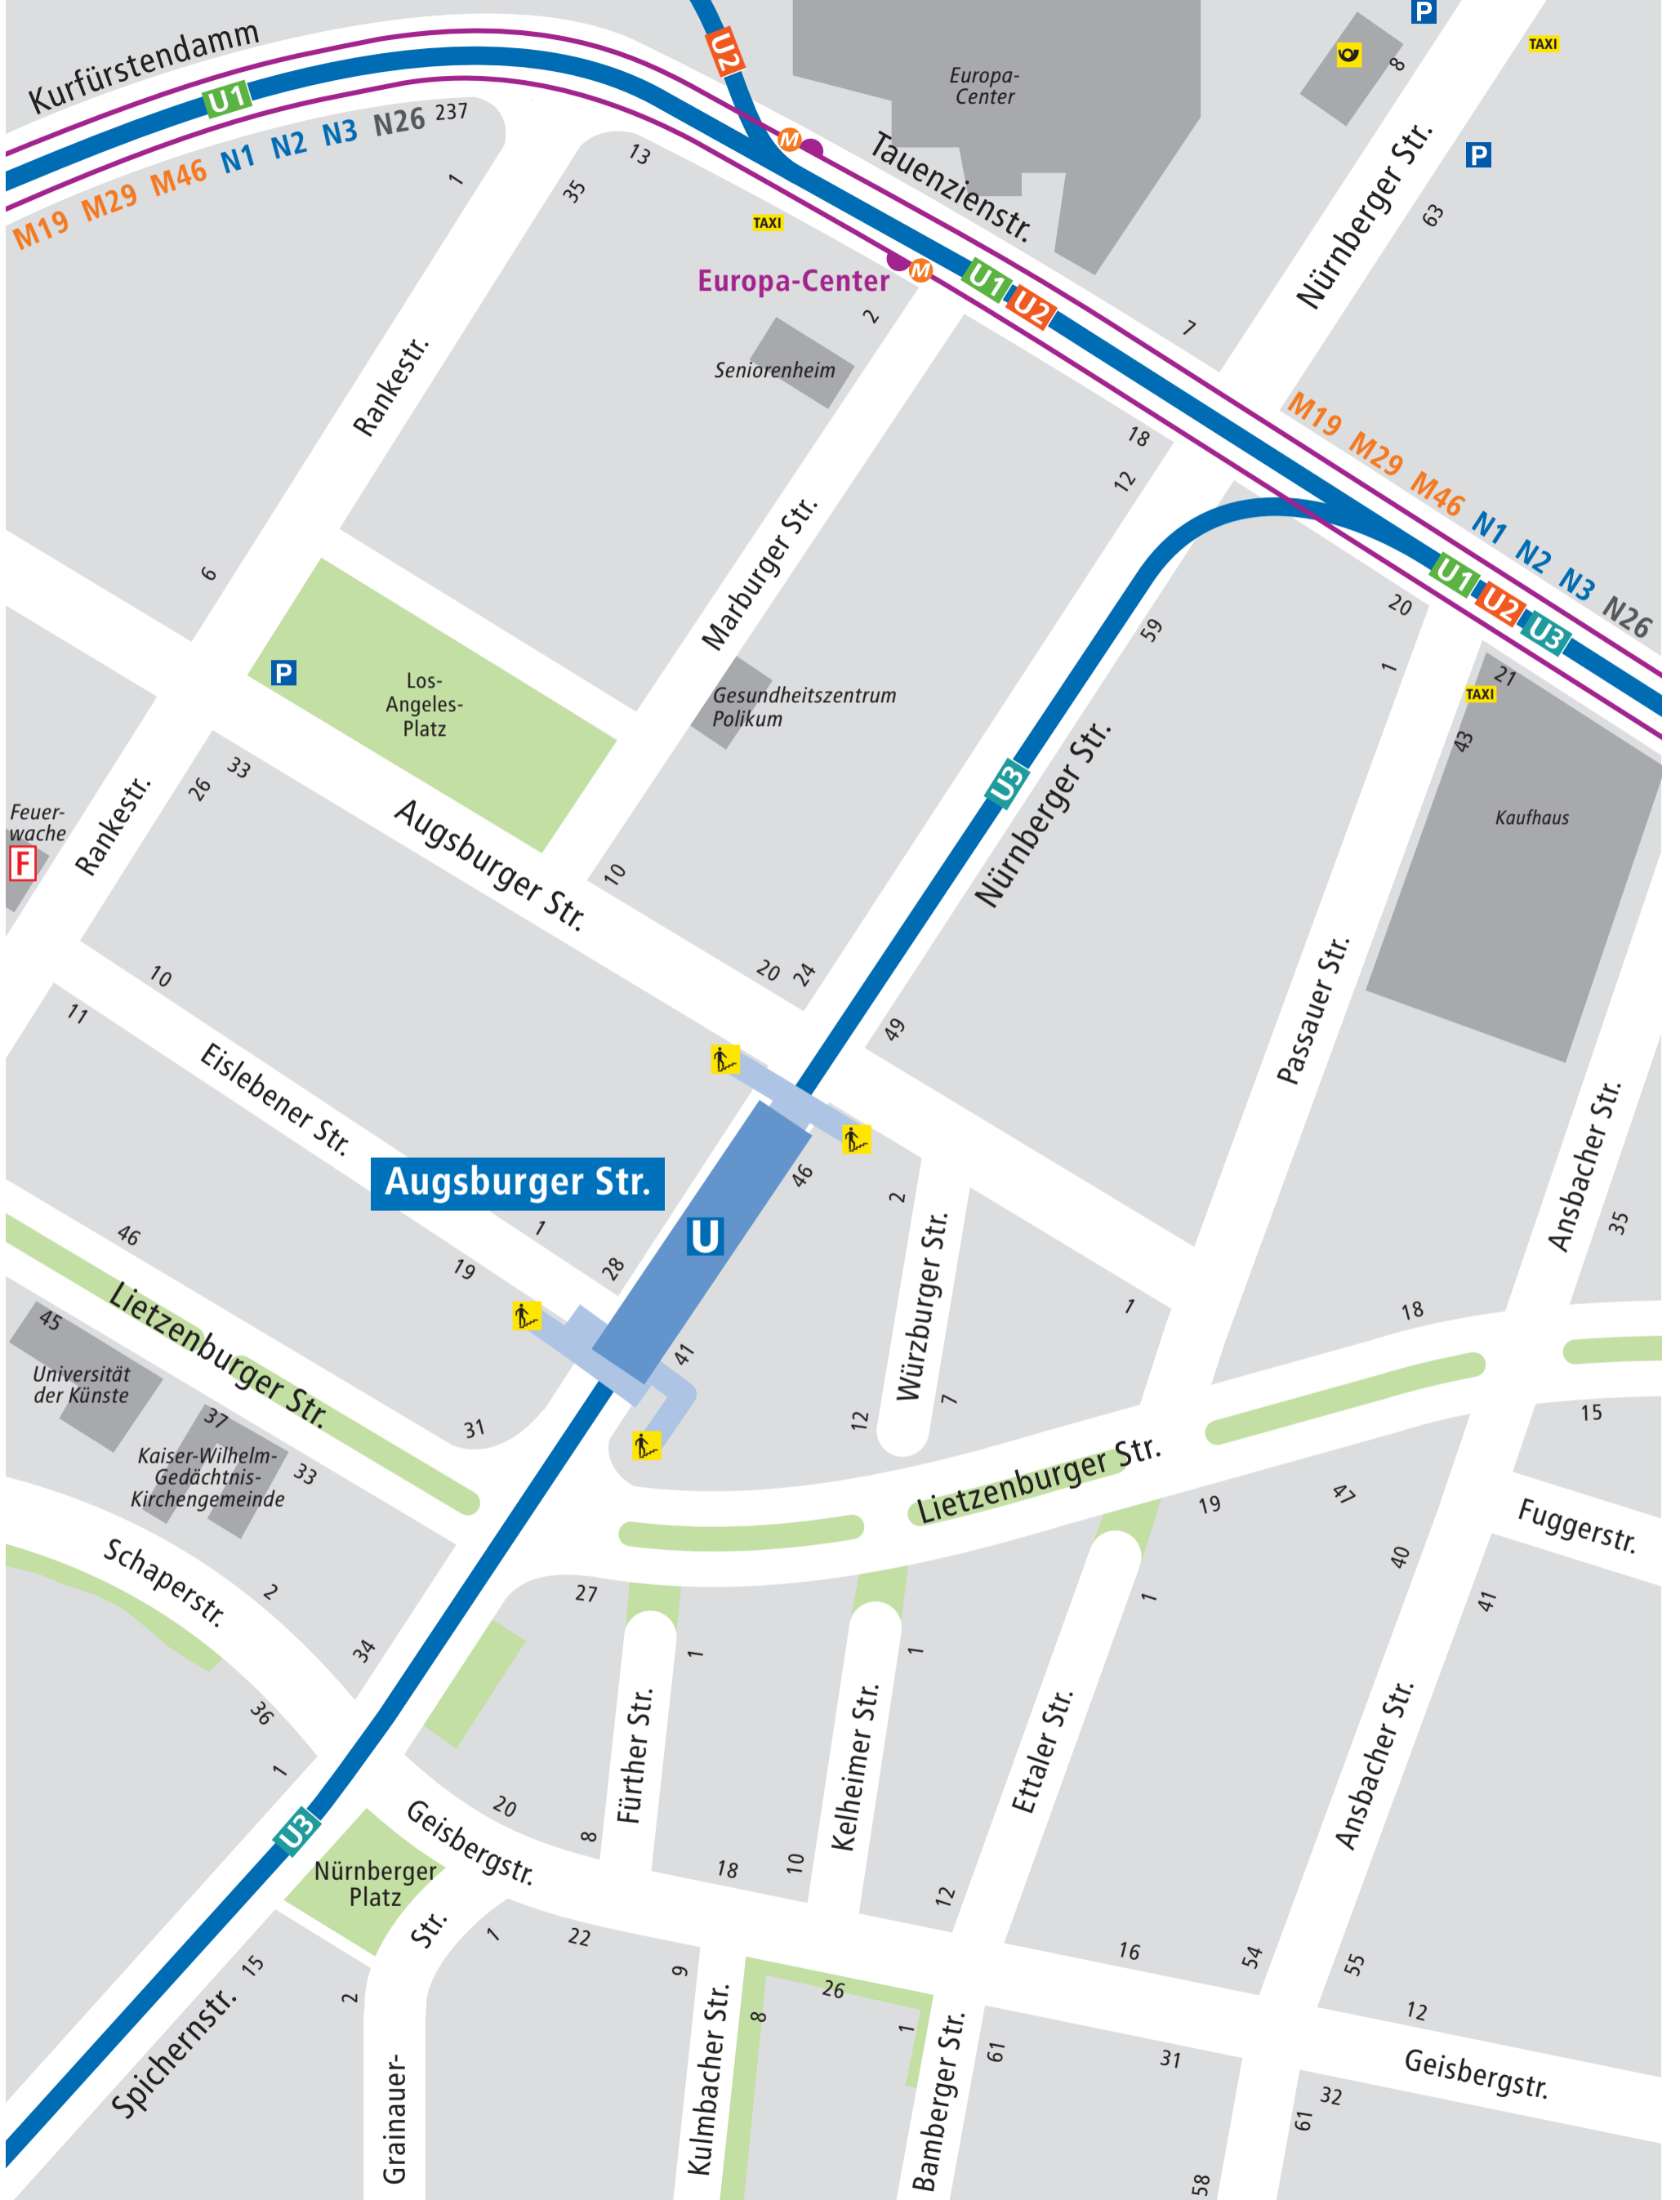 P
U2
TAXI
Kurfürstendamm
Europa-
Center
8
U1
237
M19 M29 M46 N1 N2 N3 N26
M
Tauenzienstr.
P
13
1
35
Nürnberger Str.
63
TAXI
M
Europa-Center
U1
U2
2
7
Seniorenheim
Rankestr.
M19 M29 M46 N1 N2 N3 N26
18
12
Marburger Str.
6
U1
U2
U3
20
59
1
21
TAXI
P
Los-
Angeles-
Platz
Gesundheitszentrum
Polikum
43
33
26
U3
Nürnberger Str.
Kaufhaus
Feuer-
wache
F
Rankestr.
Augsburger Str.
10
10
20
24
11
49
Passauer Str.
Eislebener Str.
Augsburger Str.
46
2
Ansbacher Str.
35
U
1
46
19
28
Lietzenburger Str.
Würzburger Str.
1
18
45
41
Universität
der Künste
37
7
12
15
31
Kaiser-Wilhelm-
Gedächtnis-
Kirchengemeinde
33
Lietzenburger Str.
47
19
Fuggerstr.
Schaperstr.
2
40
27
1
41
34
1
1
36
Fürther Str.
Kelheimer Str.
Ettaler Str.
Ansbacher Str.
1
20
U3
Geisbergstr.
8
18
10
Nürnberger
Platz
12
Str.
1
22
16
54
55
15
9
26
2
8
1
12
Spichernstr.
Kulmbacher Str.
Bamberger Str.
61
31
Geisbergstr.
32
61
Grainauer-
58